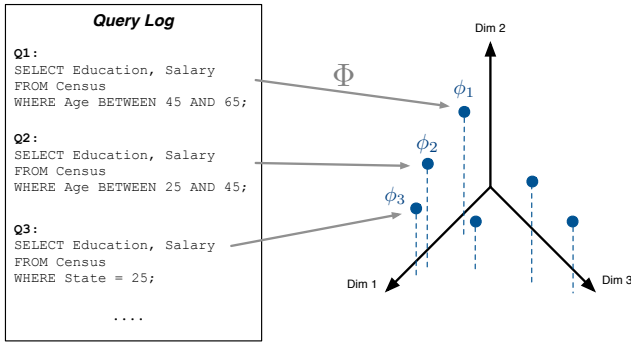 Query Log
Q1:
SELECT Education, Salary
FROM Census
WHERE Age BETWEEN 45 AND 65;
Q2:
SELECT Education, Salary
FROM Census
WHERE Age BETWEEN 25 AND 45;
Q3:
SELECT Education, Salary
FROM Census
WHERE State = 25;
....
Φ
Dim 2
ϕ1
ϕ2
ϕ3
Dim 1
Dim 3